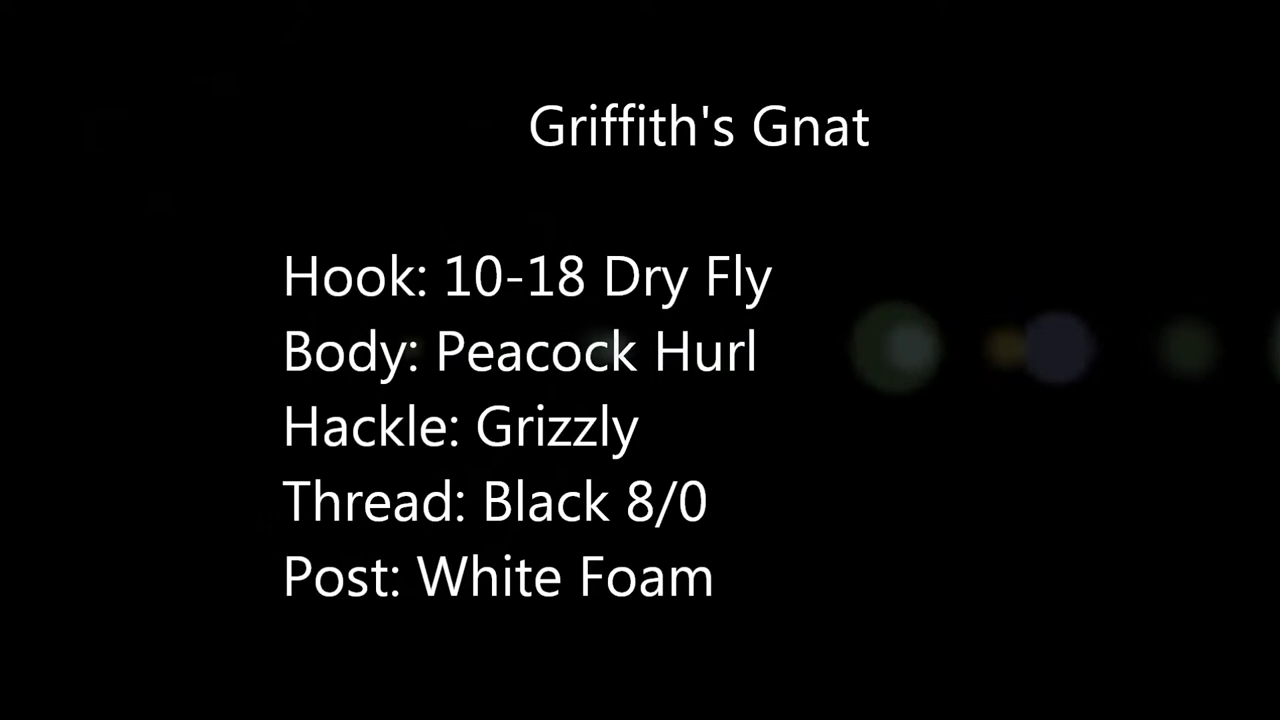 Griffith's Gnat
Hook: 10-18 Dry Fly
Body: Peacock Hurl
Hackle: Grizzly
Thread: Black 8/0
Post: White Foam